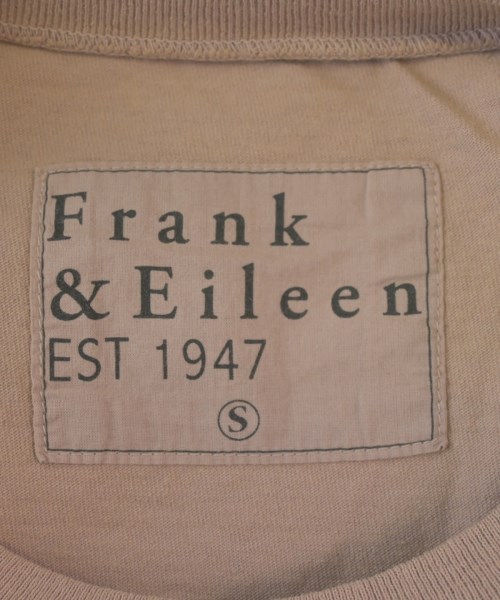 Frank
& Eileen
EST 1947
S